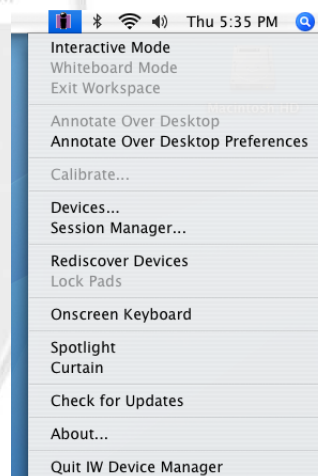 Thu 5:35 PM
Interactive Mode
Whiteboard Mode
Exit Workspace
Annotate Over Desktop
Annotate Over Desktop Preferences
Calibrate...
Devices...
Session Manager...
Rediscover Devices
Lock Pads
Onscreen Keyboard
Spotlight
Curtain
Check for Updates
About...
Quit IW Device Manager